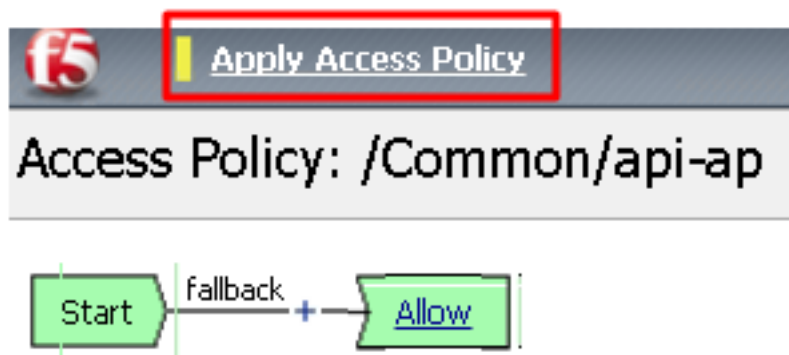 f5 Apply Access Policy
Access Policy: /Common/api-ap
Start fallback + Allow